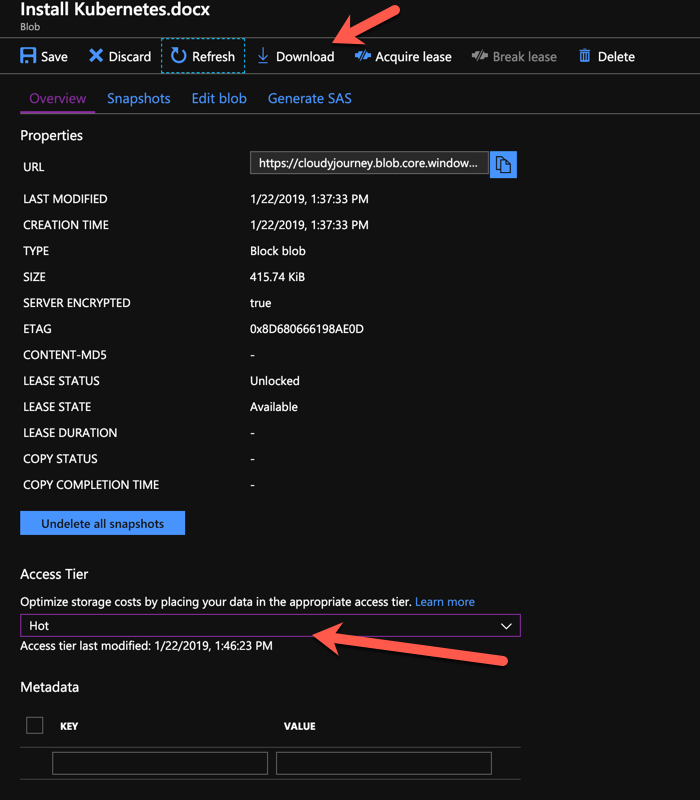 Install Kubernetes.docx
Blob
Save Discard Refresh Download Acquire lease Break lease Delete
Overview Snapshots Edit blob Generate SAS
Properties
URL https://cloudyjourney.blob.core.window...
LAST MODIFIED 1/22/2019, 1:37:33 PM
CREATION TIME 1/22/2019, 1:37:33 PM
TYPE Block blob
SIZE 415.74 KiB
SERVER ENCRYPTED true
ETAG 0x8D680666198AE0D
CONTENT-MD5 -
LEASE STATUS Unlocked
LEASE STATE Available
LEASE DURATION -
COPY STATUS -
COPY COMPLETION TIME -
Undelete all snapshots
Access Tier
Optimize storage costs by placing your data in the appropriate access tier. Learn more
Hot
Access tier last modified: 1/22/2019, 1:46:23 PM
Metadata
KEY VALUE